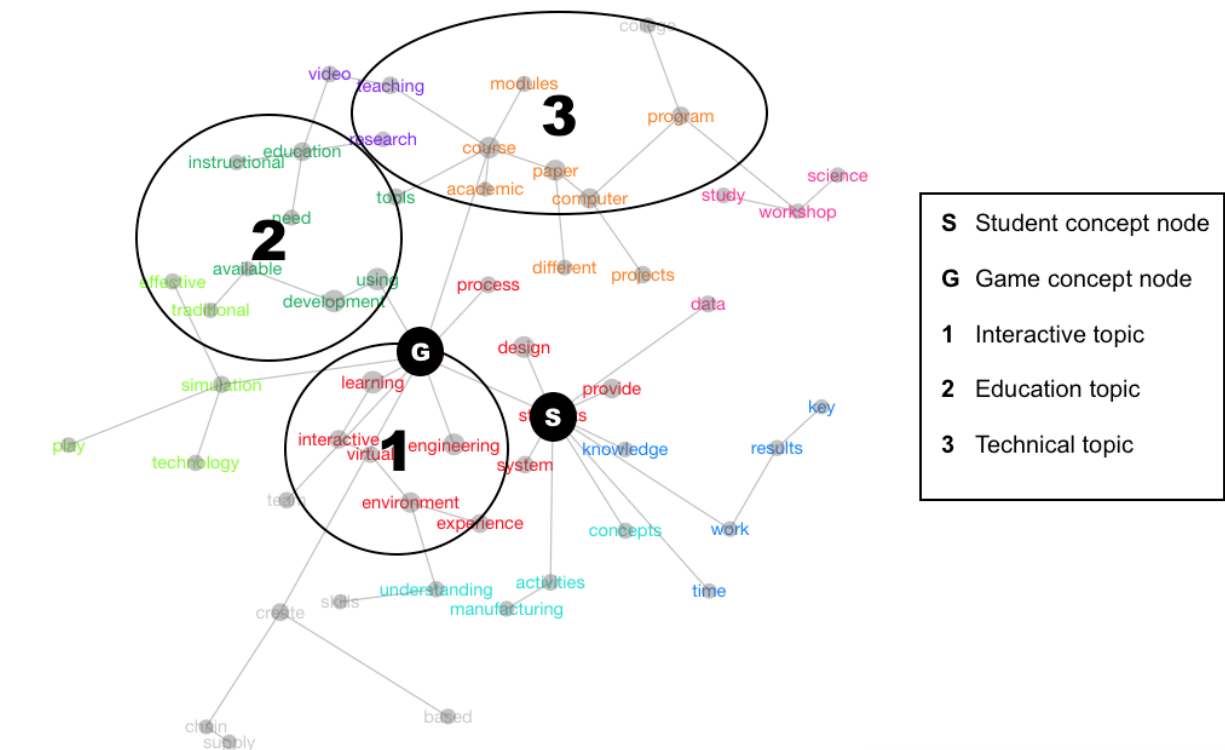 college
video
teaching
modules
3
program
research
education
instructional
course
paper
academic
computer
tools
study
science
workshop
need
2
available
effective
traditional
using
development
different
projects
process
data
G
design
simulation
learning
provide
S
key
interactive
virtual
1
engineering
play
technology
system
knowledge
results
team
environment
experience
concepts
work
understanding
activities
skills
manufacturing
time
create
based
chain
supply
S Student concept node
G Game concept node
1 Interactive topic
2 Education topic
3 Technical topic